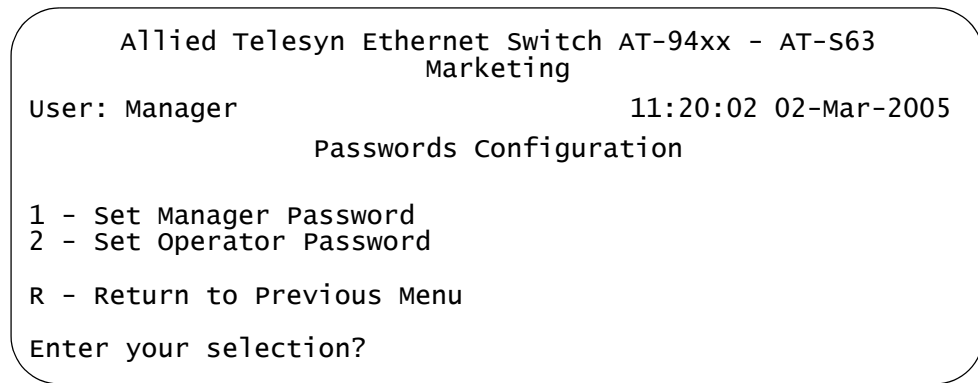 Allied Telesyn Ethernet Switch AT-94xx - AT-S63
Marketing
User: Manager 11:20:02 02-Mar-2005
Passwords Configuration
1 - Set Manager Password
2 - Set Operator Password
R - Return to Previous Menu
Enter your selection?